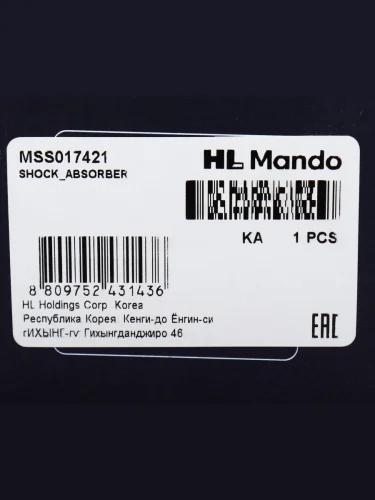 MSS017421
SHOCK_ABSORBER
HL Mando
KA 1 PCS
8 809752 431436
HL Holdings Corp. Korea
Республика Корея. Кенги-до Ёнгин-си
гИХЫНГ-гу Гихыңгданджиро 46
EAC